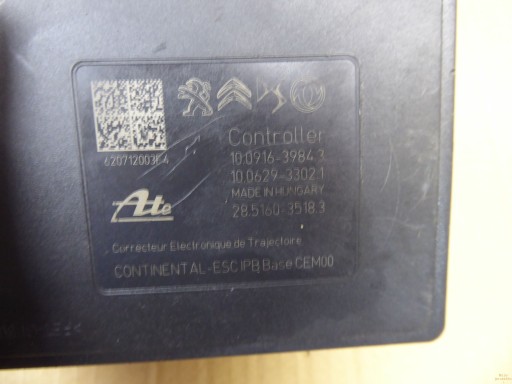 Controller
10.0916-3984.3
10.0629-3302.1
MADE IN HUNGARY
28.5160-3518.3
620712003E4
Ate
Correcteur Electronique de Trajectoire
CONTINENTAL-ESC IPB Base CEM00